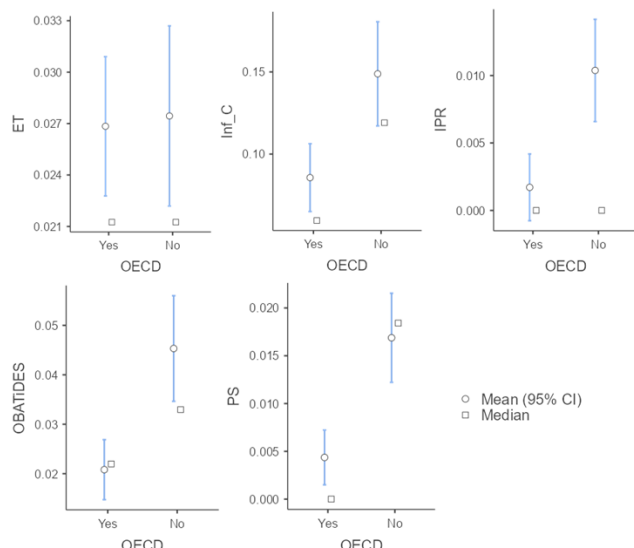 0.033
0.030
0.027
0.024
0.021
ET
Yes No
OECD
0.15
0.10
Inf_C
Yes No
OECD
0.010
0.005
0.000
IPR
Yes No
OECD
0.05
0.04
0.03
0.02
OBATiDES
Yes No
OECD
0.020
0.015
0.010
0.005
0.000
PS
Yes No
OECD
Mean (95% CI)
Median